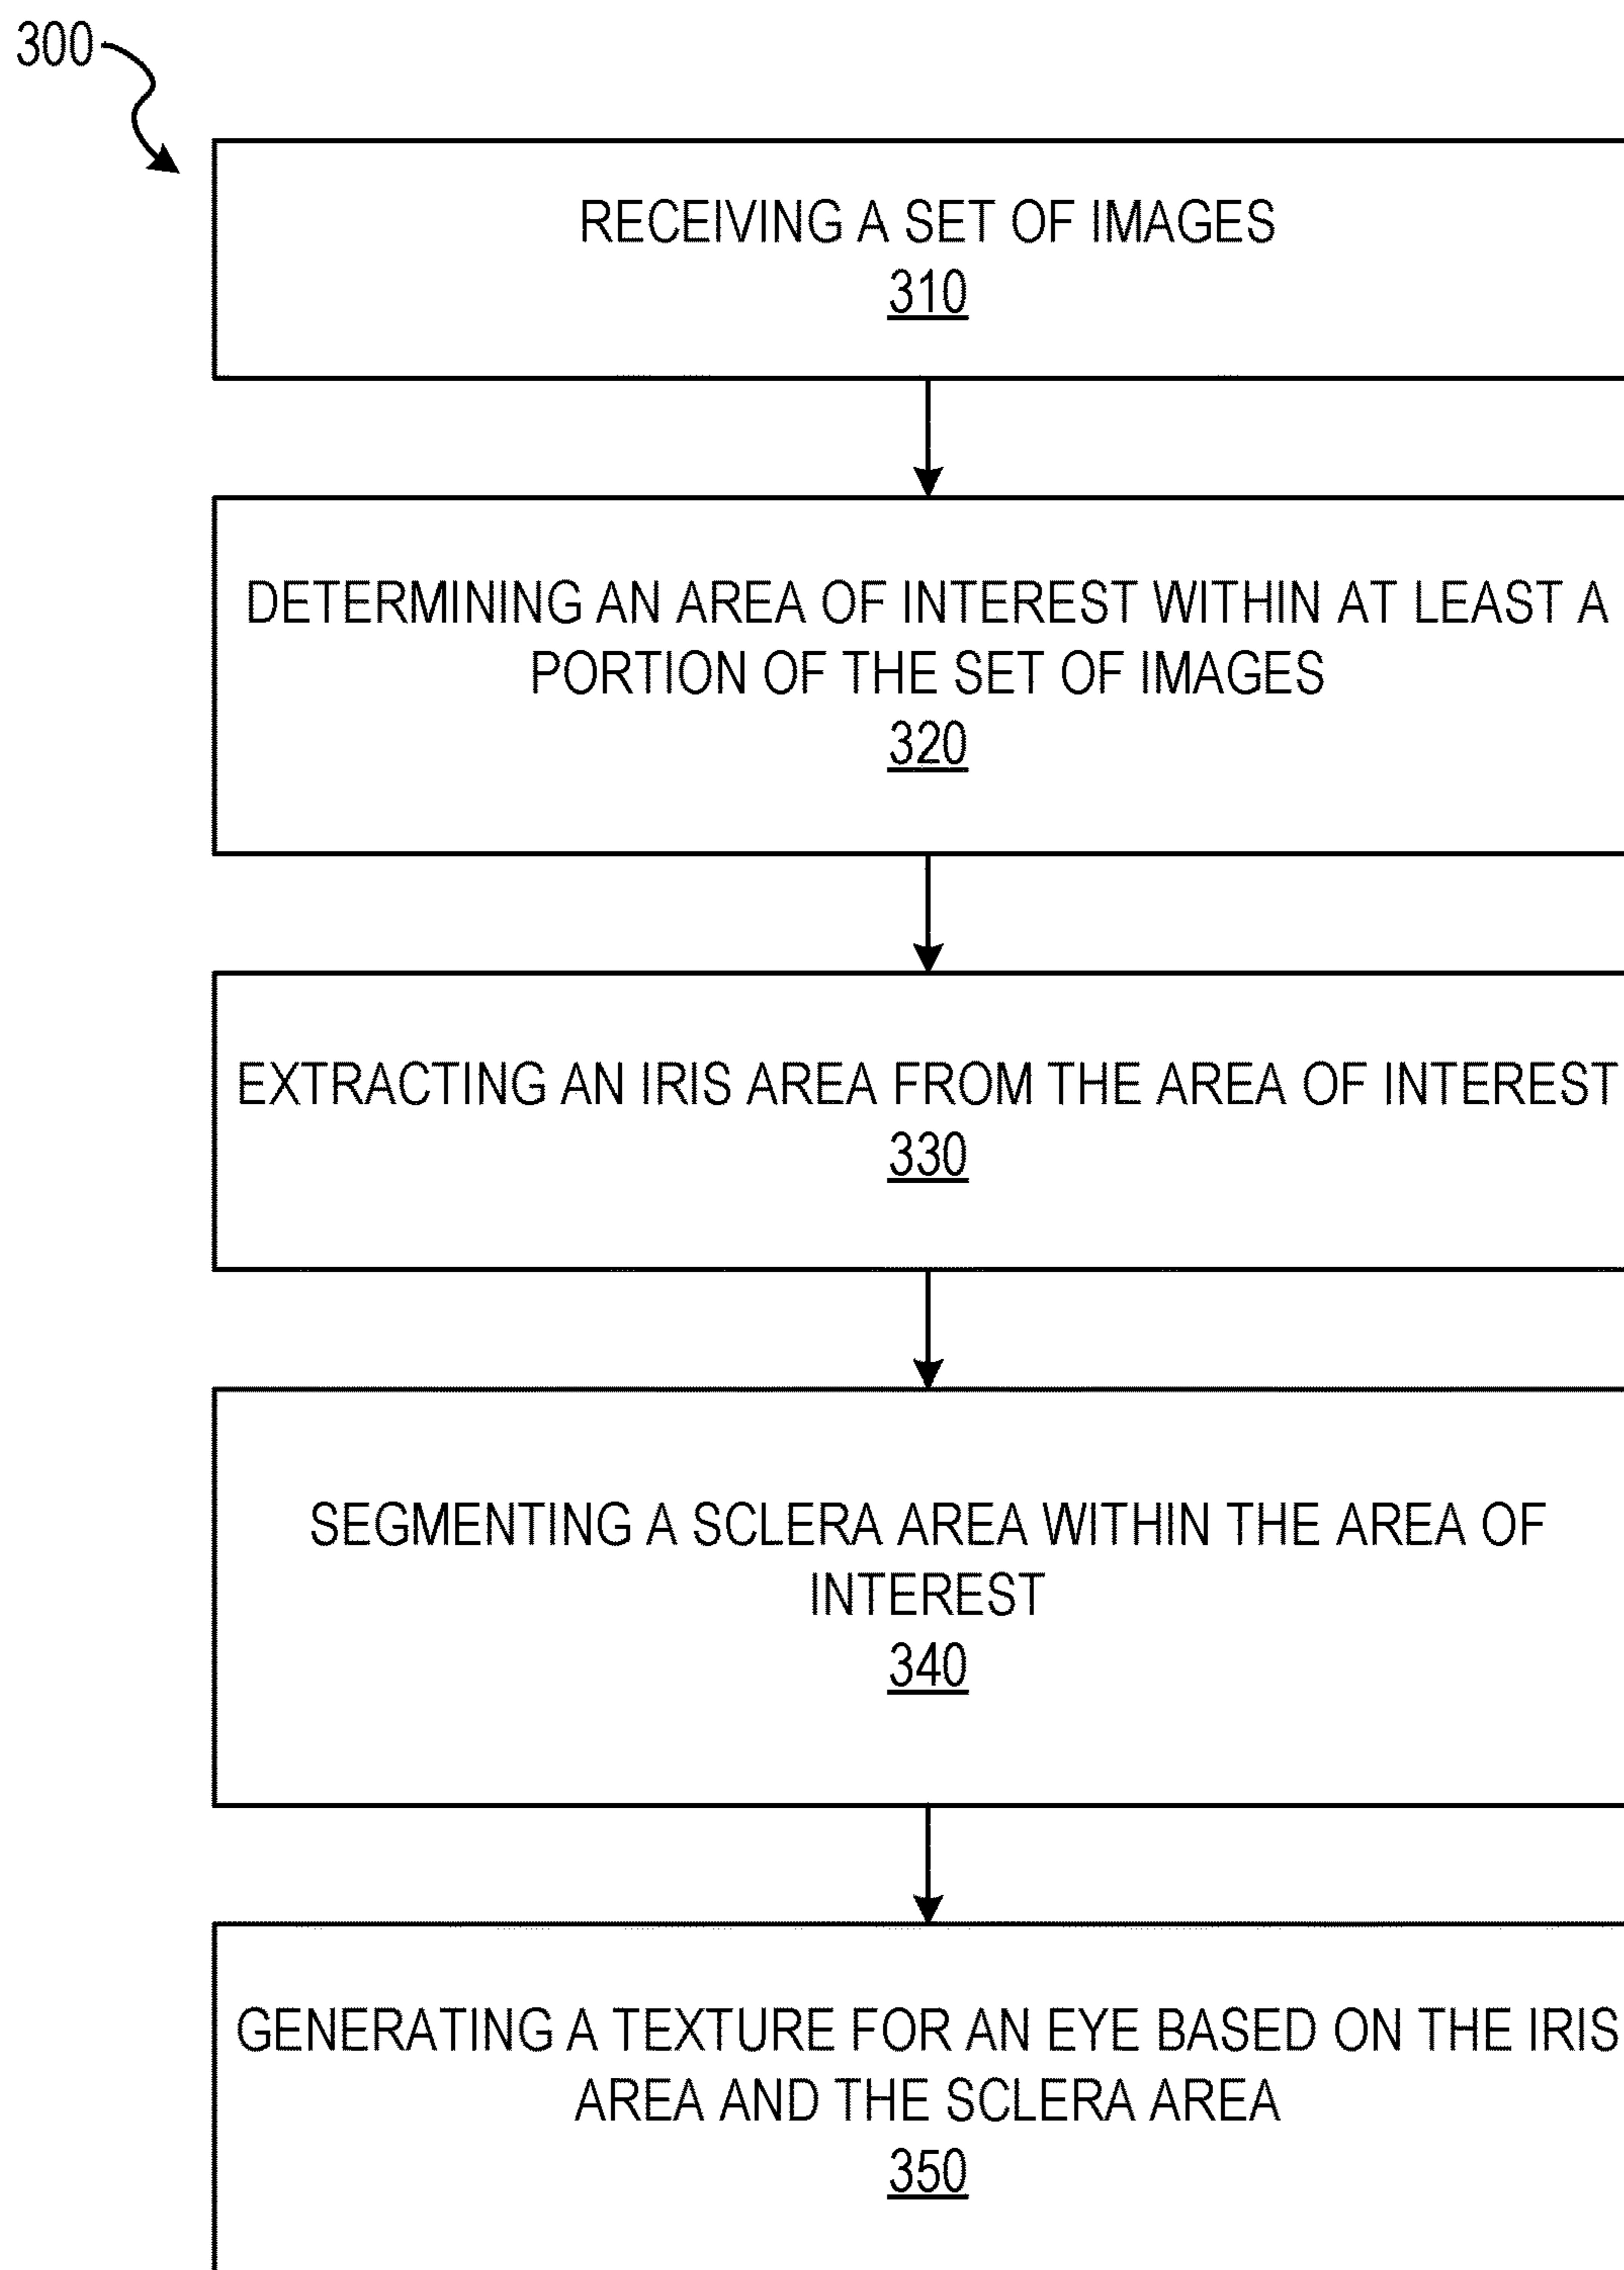 300
RECEIVING A SET OF IMAGES
310
DETERMINING AN AREA OF INTEREST WITHIN AT LEAST A
PORTION OF THE SET OF IMAGES
320
EXTRACTING AN IRIS AREA FROM THE AREA OF INTEREST
330
SEGMENTING A SCLERA AREA WITHIN THE AREA OF
INTEREST
340
GENERATING A TEXTURE FOR AN EYE BASED ON THE IRIS
AREA AND THE SCLERA AREA
350